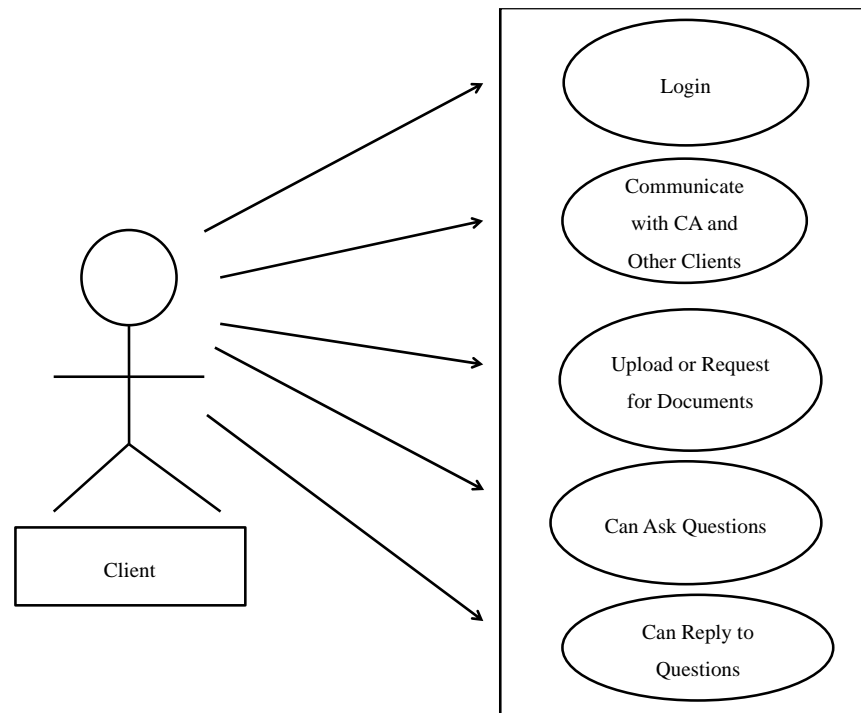 Login
Communicate
with CA and
Other Clients
Upload or Request
for Documents
Can Ask Questions
Client
Can Reply to
Questions